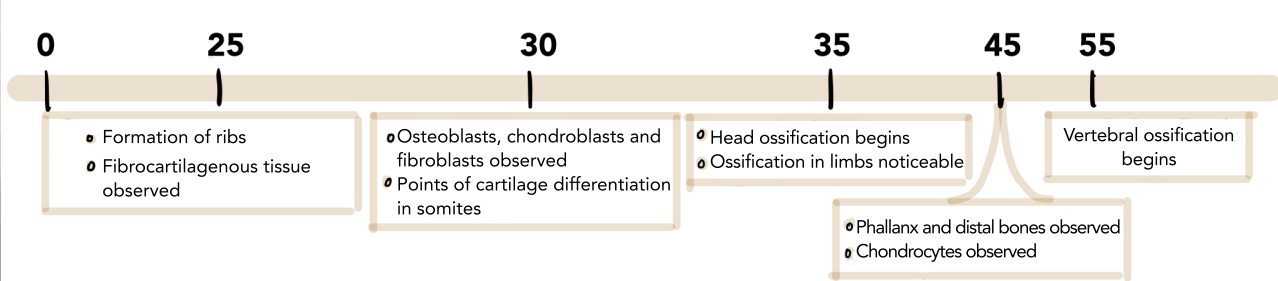 0
25
30
35
45
55
Formation of ribs
Fibrocartilagenous tissue
observed
Osteoblasts, chondroblasts and
fibroblasts observed
Points of cartilage differentiation
in somites
Head ossification begins
Ossification in limbs noticeable
Phallanx and distal bones observed
Chondrocytes observed
Vertebral ossification
begins